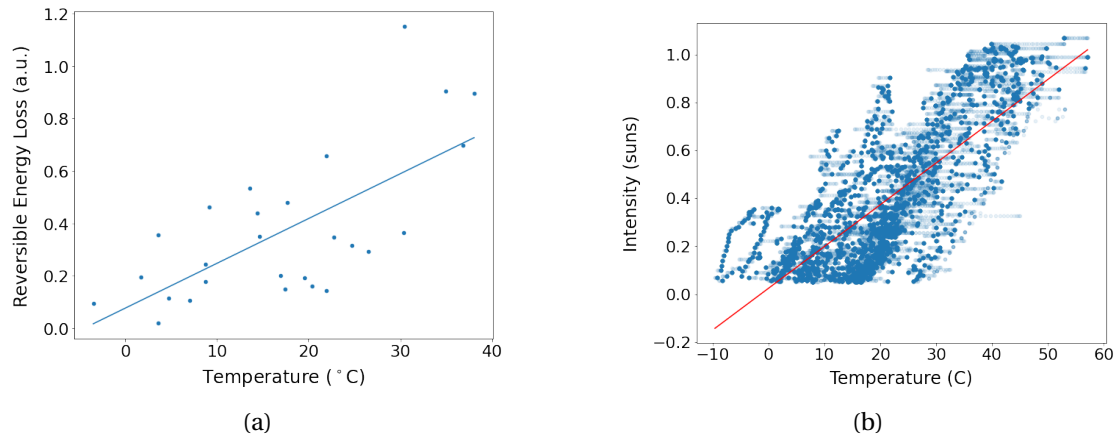 1.2
1.0
0.8
0.6
0.4
0.2
0.0
Reversible Energy Loss (a.u.)
0 10 20 30 40
Temperature (°C)
(a)
1.0
0.8
0.6
0.4
0.2
0.0
−0.2
Intensity (suns)
−10 0 10 20 30 40 50 60
Temperature (C)
(b)